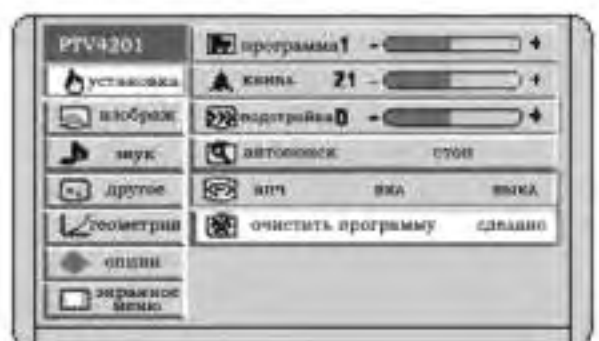 PTV4201
установка
изображ
звук
другое
геометрия
опции
экранное
меню
программа 1 - +
канал 21 - +
подстройка 0 - +
автопоиск стоп
апч вкл выкл
очистить программу сделано